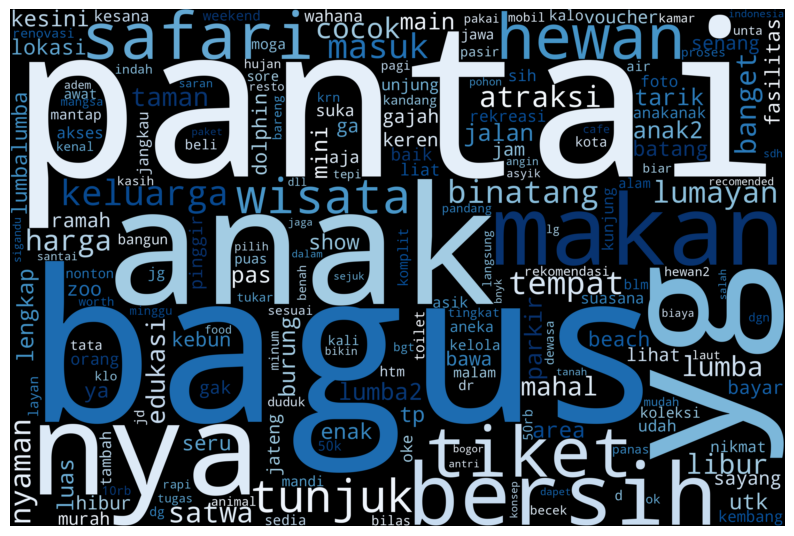 kesini kesana safari cocok main voucher pakai mobil kalo kamar weekend wahana indonesia
renovasi lokasi moga masuk jawa hewan proses unta senang
pantai
indah hujan pagi pasir sih air foto fasilitas
adem saran sore resto unjung pohon tarik banget
awat mangsa taman krn suka kandang atraksi rekreasi anakanak
mantap akses jangkau paket dolphin bareng ga gajah jalan cafe anak2
kenal beli mini aja keren jam kota batang sdh
lumbalumba kasih dll tepi baik liat angin asyik biar
keluarga wisata binatang alam recomended lumayan
ramah anak jaga pandang makan kunjung
sigandu harga bangun pinggir pilih dalam show komplit langsung lg
santai nonton jg puas sejuk pas tempat rekomendasi hewan2 blm
lengkap zoo worth minggu tukar benah asik bnyk suasana salah yg
bagus
tata orang kebun food sesuai kali bikin tingkat aneka biaya dgn
klo edukasi minum burung bgt toilet kelola dewasa parkir beach lihat laut
layan ya gak htm bawa malam tanah lumba
jd duduk lumba2 dr mahal mudah bayar
nya seru jateng enak 50k tp 50rb area koleksi udah
nyaman luas tambah oke tiket bogor panas nikmat
10rb rapi mandi antri libur sayang
hibur tugas animal tunjuk bersih konsep dapet d utk
murah dg satwa sedia bilas becek ok kembang